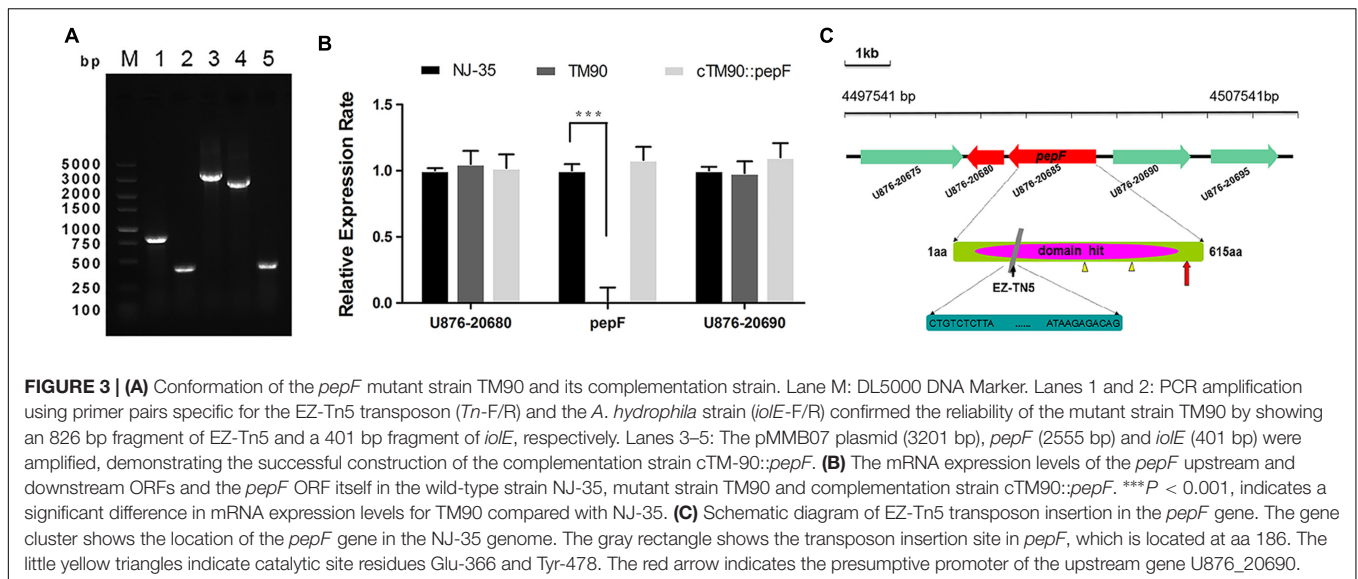 A
bp M 1 2 3 4 5
5000
3000
2000
1500
1000
750
500
250
100
B
NJ-35 TM90 cTM90::pepF
Relative Expression Rate
1.5
1.0
0.5
0.0
***
U876-20680 pepF U876-20690
C
1kb
4497541 bp 4507541bp
pepF
U876-20675 U876-20680 U876-20685 U876-20690 U876-20695
1aa domain hit 615aa
EZ-TN5
CTGTCTCTTA ...... ATAAGAGACAG
FIGURE 3 | (A) Conformation of the pepF mutant strain TM90 and its complementation strain. Lane M: DL5000 DNA Marker. Lanes 1 and 2: PCR amplification
using primer pairs specific for the EZ-Tn5 transposon (Tn-F/R) and the A. hydrophila strain (iolE-F/R) confirmed the reliability of the mutant strain TM90 by showing
an 826 bp fragment of EZ-Tn5 and a 401 bp fragment of iolE, respectively. Lanes 3–5: The pMMB07 plasmid (3201 bp), pepF (2555 bp) and iolE (401 bp) were
amplified, demonstrating the successful construction of the complementation strain cTM-90::pepF. (B) The mRNA expression levels of the pepF upstream and
downstream ORFs and the pepF ORF itself in the wild-type strain NJ-35, mutant strain TM90 and complementation strain cTM90::pepF. ***P < 0.001, indicates a
significant difference in mRNA expression levels for TM90 compared with NJ-35. (C) Schematic diagram of EZ-Tn5 transposon insertion in the pepF gene. The gene
cluster shows the location of the pepF gene in the NJ-35 genome. The gray rectangle shows the transposon insertion site in pepF, which is located at aa 186. The
little yellow triangles indicate catalytic site residues Glu-366 and Tyr-478. The red arrow indicates the presumptive promoter of the upstream gene U876_20690.